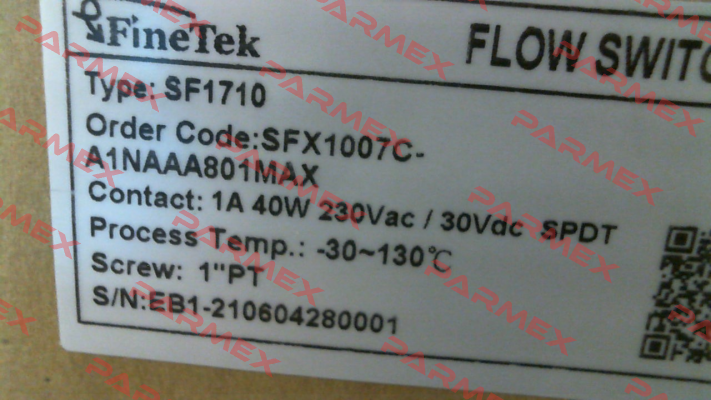 FineTek
FLOW SWITC
Type: SF1710
Order Code:SFX1007C-
A1NAAA801MAX
Contact: 1A 40W 230Vac / 30Vdc SPDT
Process Temp.: -30~130℃
Screw: 1"PT
S/N:EB1-210604280001
PARMEX